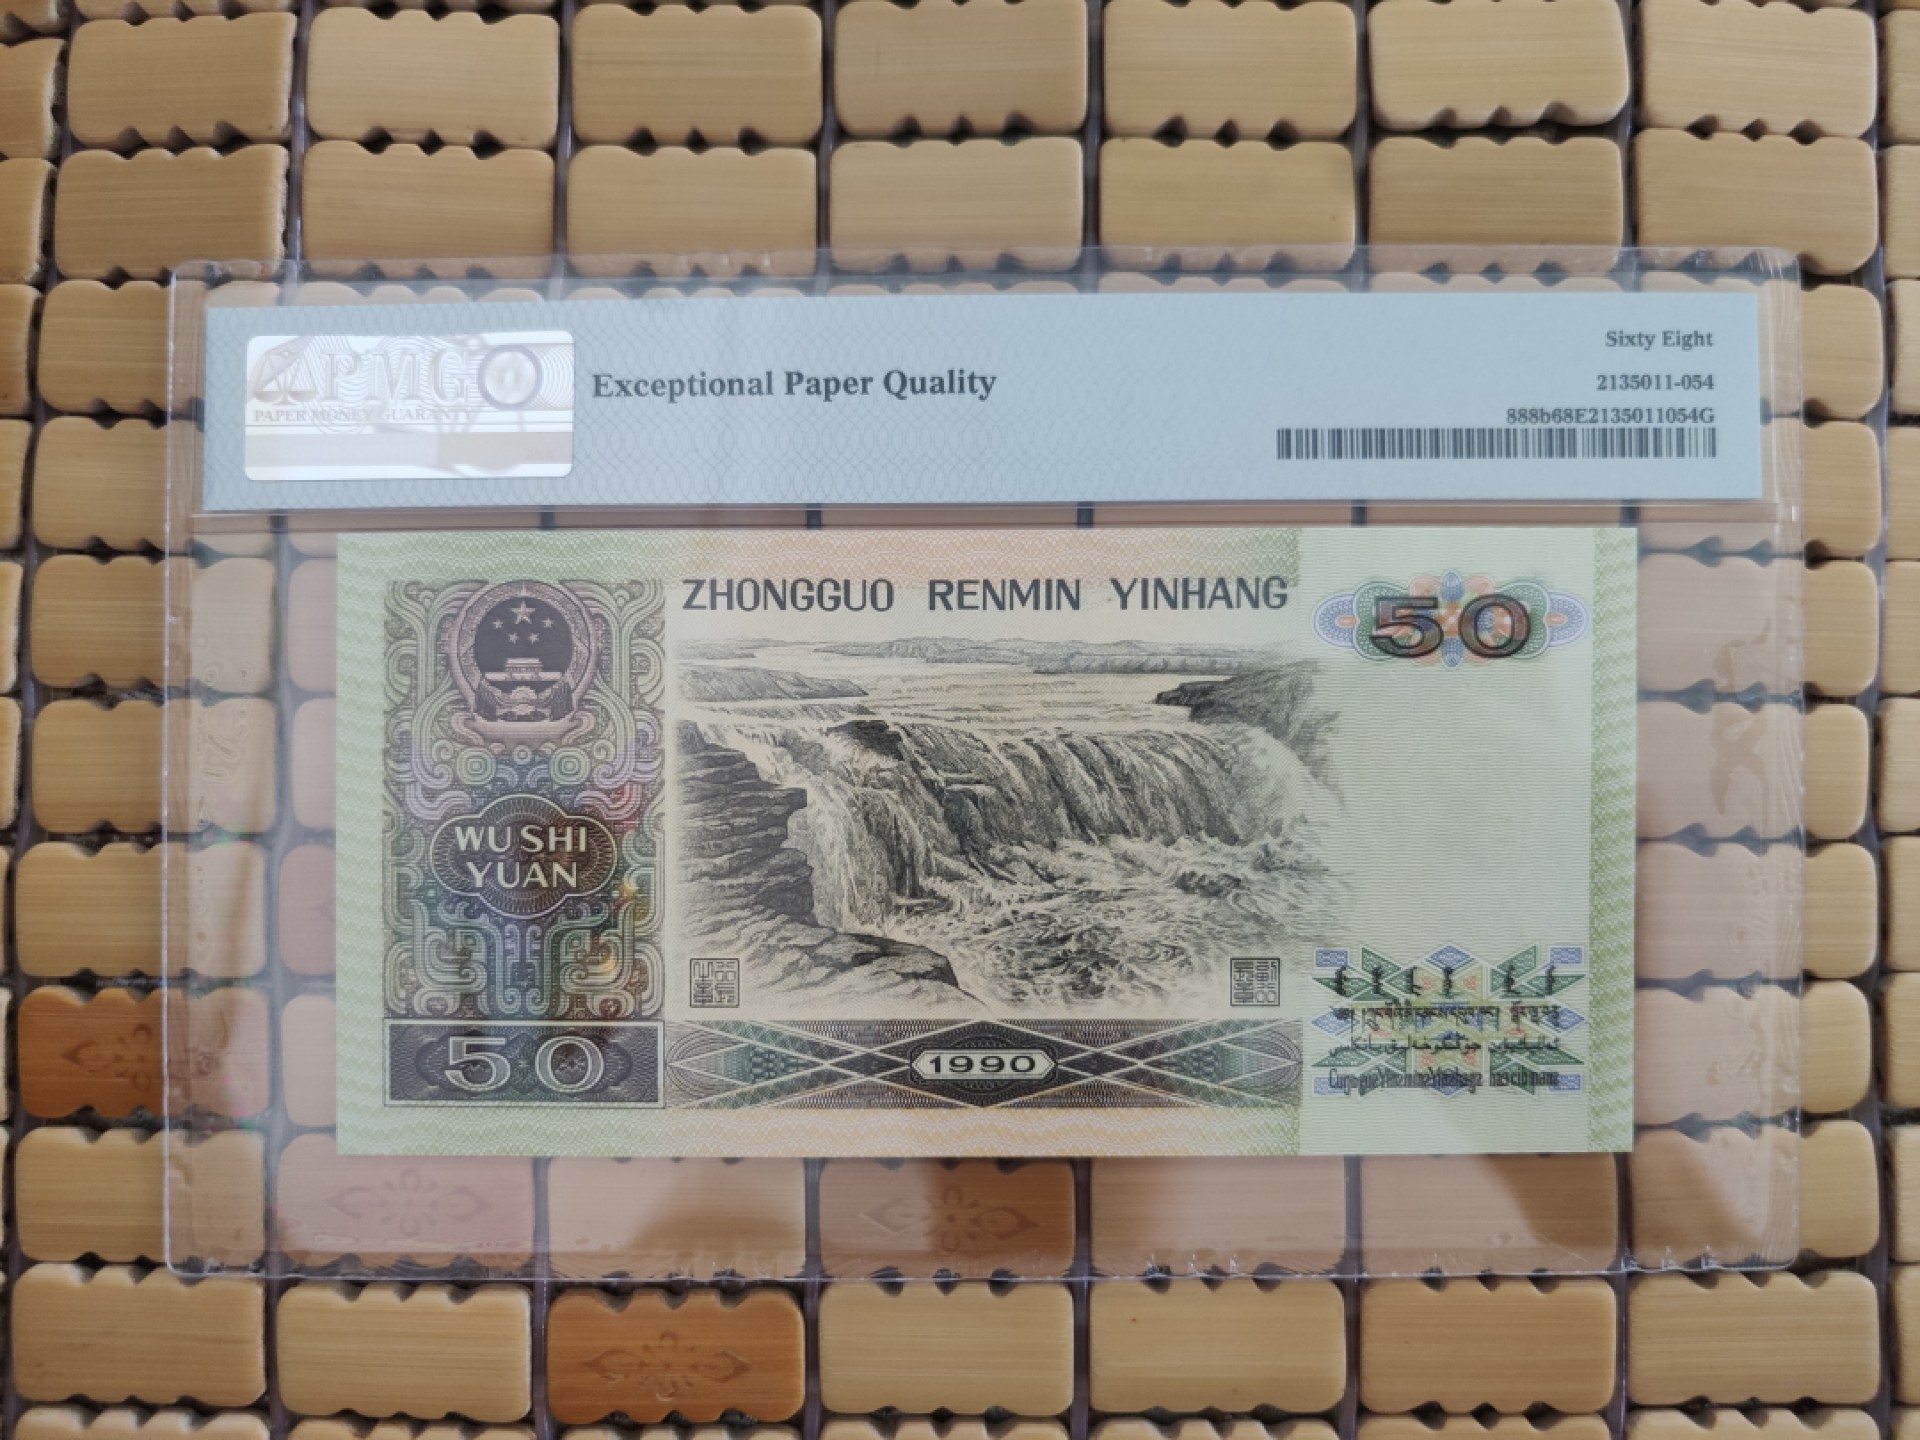 PMG
PAPER MONEY GUARANTY
Exceptional Paper Quality
Sixty Eight
2135011-054
888b68E2135011054G
ZHONGGUO RENMIN YINHANG
50
WU SHI
YUAN
50
1990